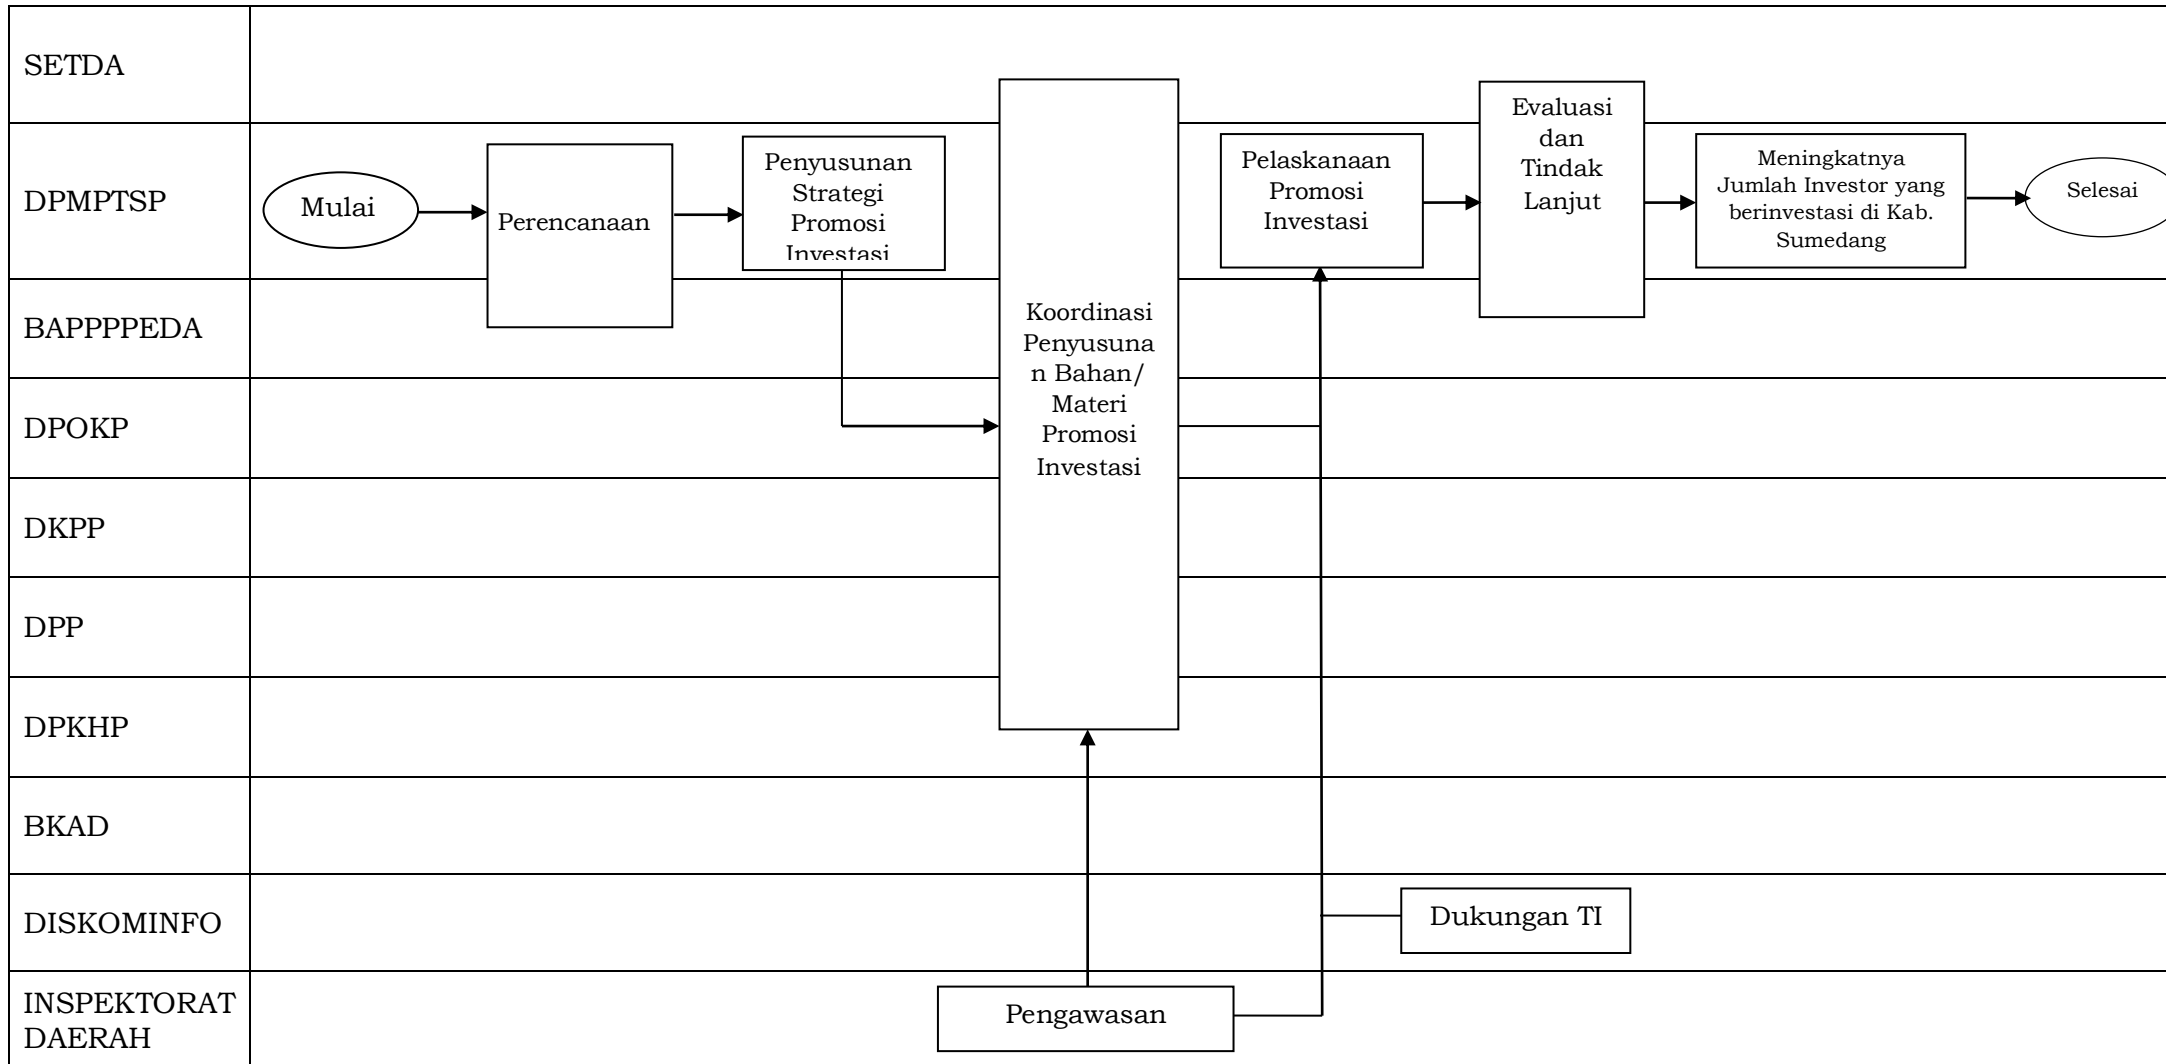 SETDA
DPMPTSP
Mulai
Perencanaan
Penyusunan
Strategi
Promosi
Investasi
BAPPPPEDA
DPOKP
DKPP
DPP
DPKHP
BKAD
DISKOMINFO
INSPEKTORAT
DAERAH
Koordinasi
Penyusuna
n Bahan/
Materi
Promosi
Investasi
Pelaskanaan
Promosi
Investasi
Evaluasi
dan
Tindak
Lanjut
Meningkatnya
Jumlah Investor yang
berinvestasi di Kab.
Sumedang
Selesai
Dukungan TI
Pengawasan